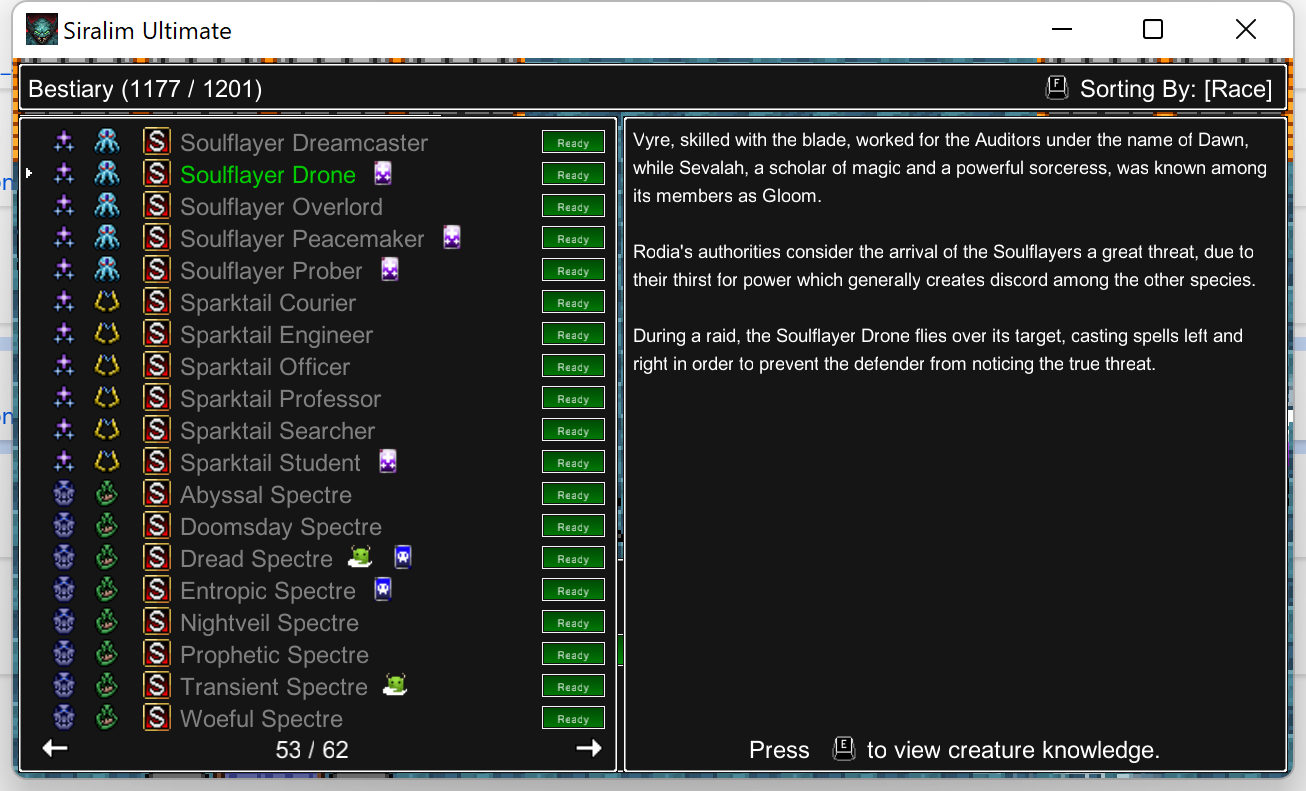 Siralim Ultimate
Bestiary (1177 / 1201)
F Sorting By: [Race]
S Soulflayer Dreamcaster Ready
S Soulflayer Drone Ready
S Soulflayer Overlord Ready
S Soulflayer Peacemaker Ready
S Soulflayer Prober Ready
S Sparktail Courier Ready
S Sparktail Engineer Ready
S Sparktail Officer Ready
S Sparktail Professor Ready
S Sparktail Searcher Ready
S Sparktail Student Ready
S Abyssal Spectre Ready
S Doomsday Spectre Ready
S Dread Spectre Ready
S Entropic Spectre Ready
S Nightveil Spectre Ready
S Prophetic Spectre Ready
S Transient Spectre Ready
S Woeful Spectre Ready
53 / 62
Vyre, skilled with the blade, worked for the Auditors under the name of Dawn,
while Sevalah, a scholar of magic and a powerful sorceress, was known among
its members as Gloom.
Rodia's authorities consider the arrival of the Soulflayers a great threat, due to
their thirst for power which generally creates discord among the other species.
During a raid, the Soulflayer Drone flies over its target, casting spells left and
right in order to prevent the defender from noticing the true threat.
Press E to view creature knowledge.